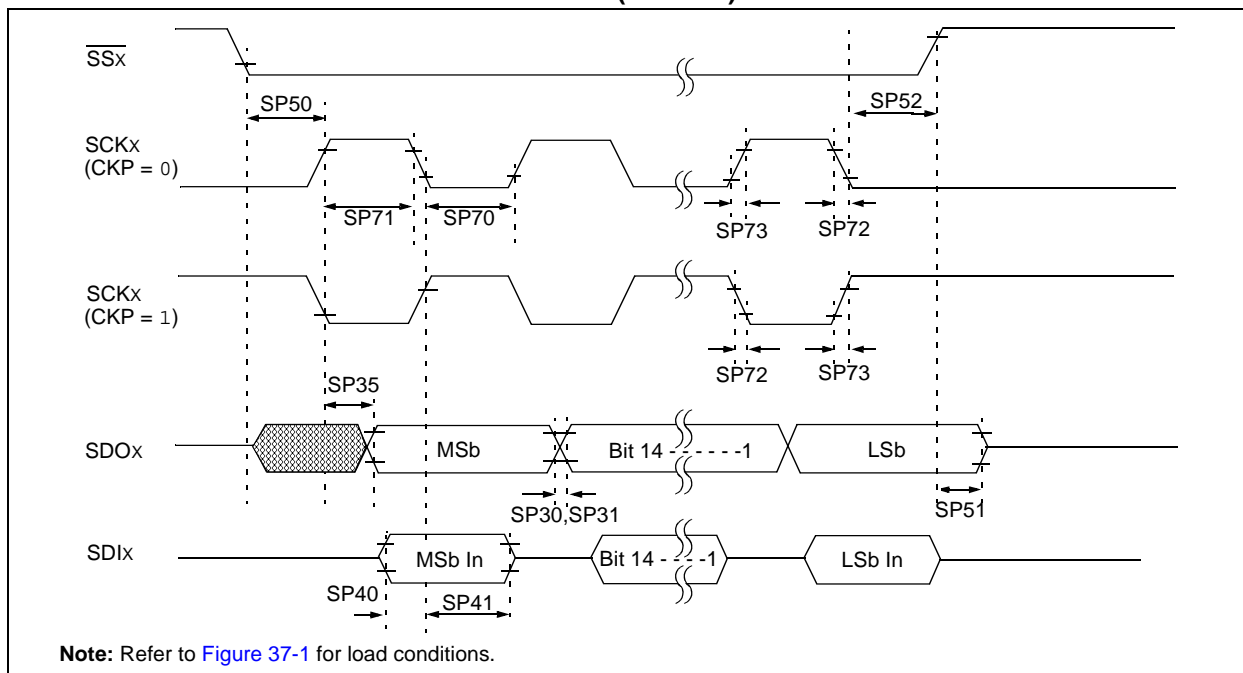 SSx
SP50
SP52
SCKx
(CKP = 0)
SP71
SP70
SP73
SP72
SCKx
(CKP = 1)
SP72
SP73
SP35
SDOx
MSb
Bit 14 - - - - - -1
LSb
SP30,SP31
SP51
SDIx
MSb In
Bit 14 - - - -1
LSb In
SP40
SP41
Note: Refer to Figure 37-1 for load conditions.